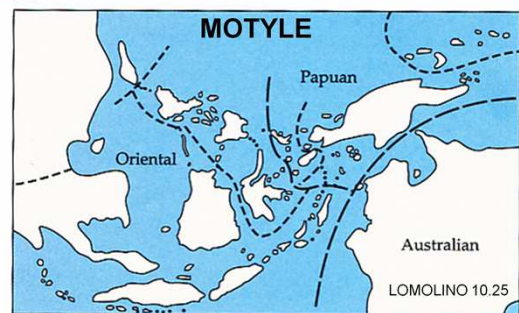 MOTYLE
Papuan
Oriental
Australian
LOMOLINO 10.25